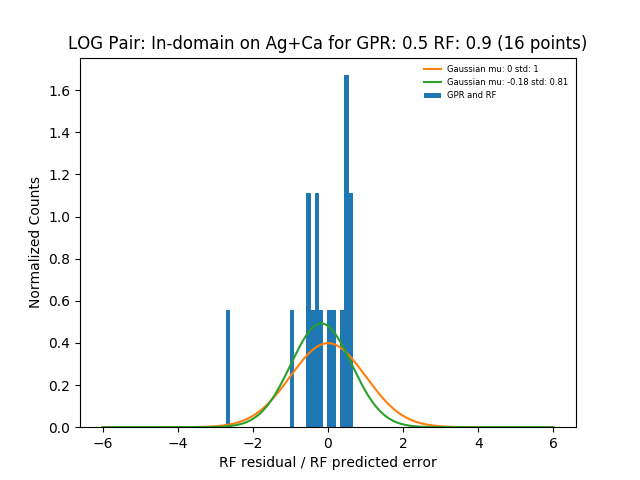 LOG Pair: In-domain on Ag+Ca for GPR: 0.5 RF: 0.9 (16 points)
Gaussian mu: 0 std: 1
Gaussian mu: -0.18 std: 0.81
GPR and RF
Normalized Counts
1.6
1.4
1.2
1.0
0.8
0.6
0.4
0.2
0.0
−6 −4 −2 0 2 4 6
RF residual / RF predicted error